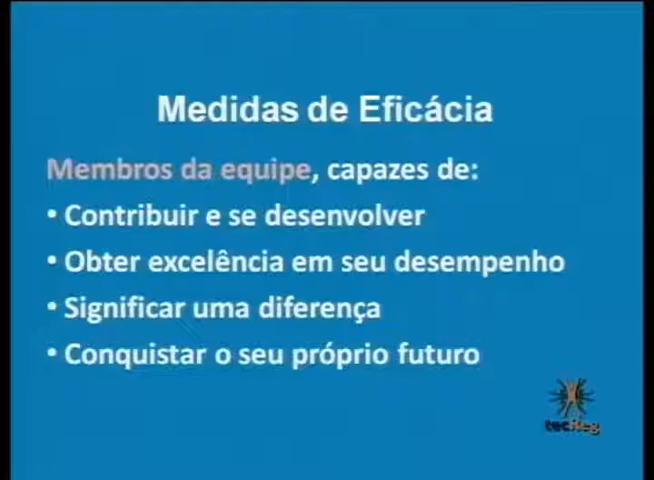 Medidas de Eficácia
Membros da equipe, capazes de:
• Contribuir e se desenvolver
• Obter excelência em seu desempenho
• Significar uma diferença
• Conquistar o seu próprio futuro
tecReg